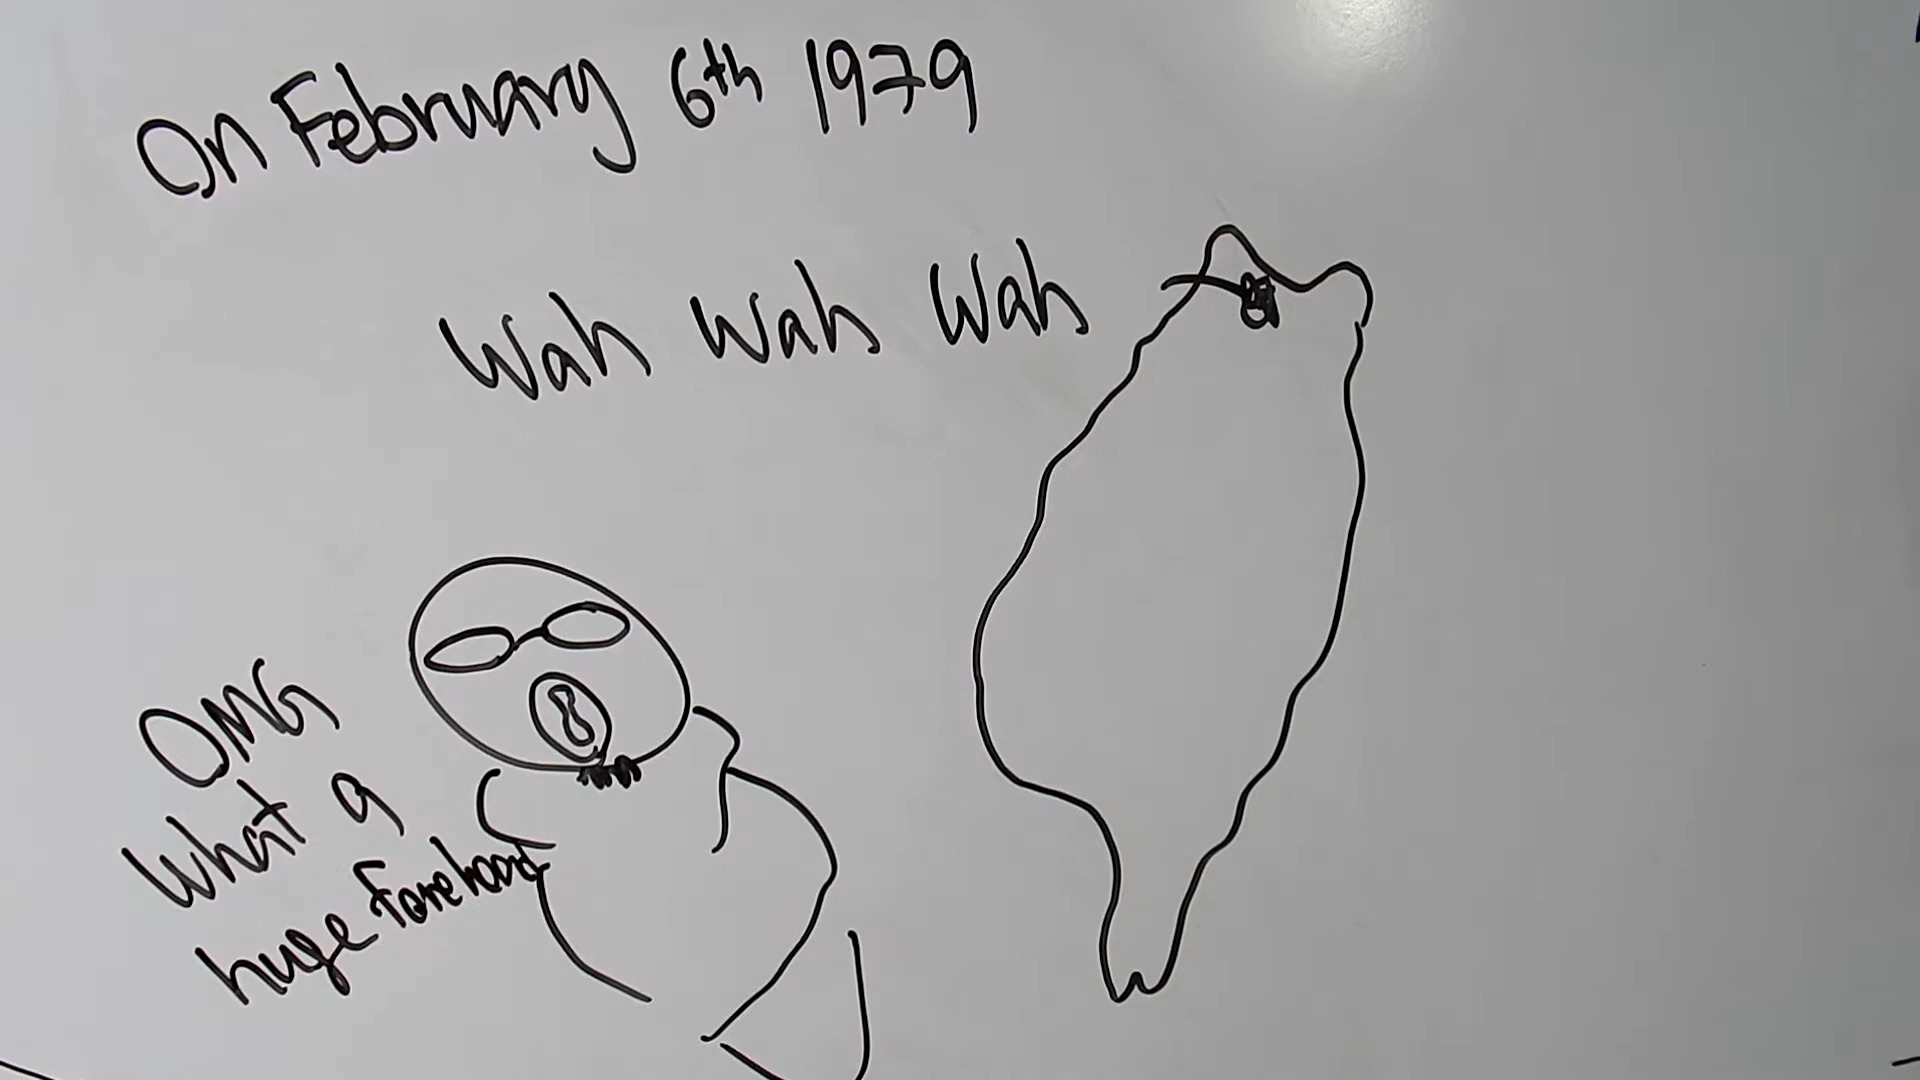 On February 6th 1979
Wah Wah Wah
OMG
What a
huge Forehead